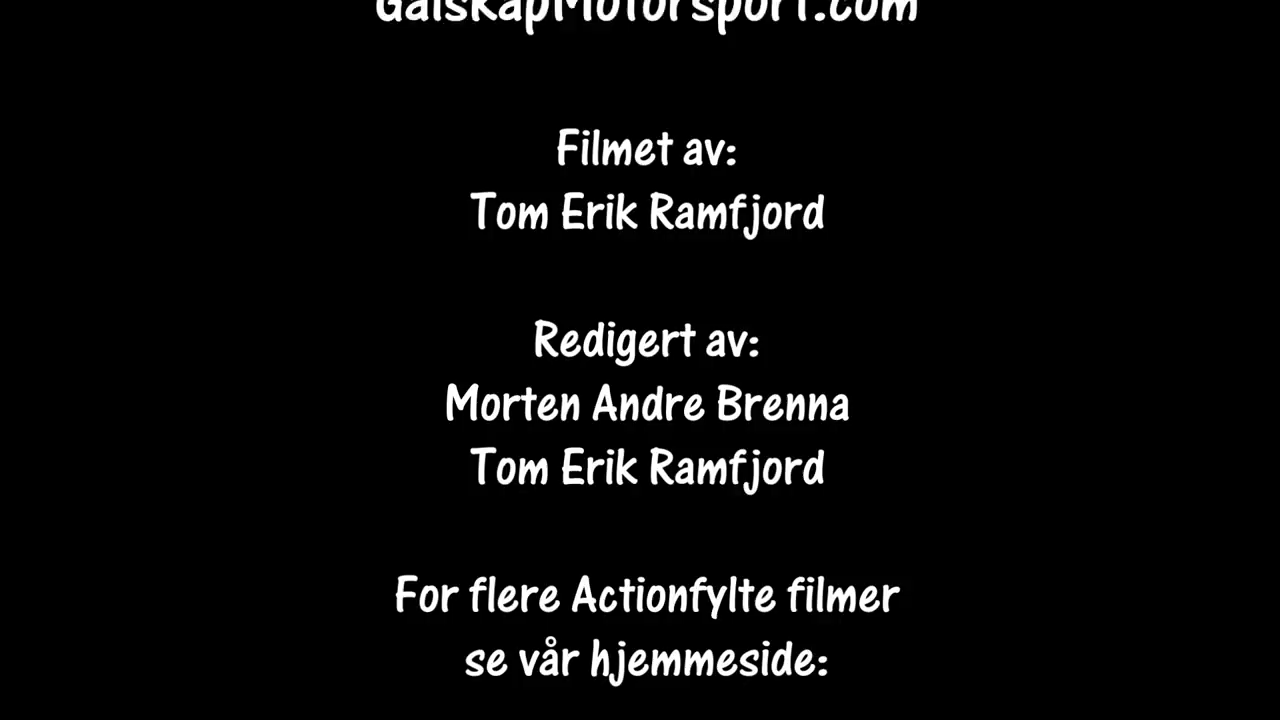 GalskapMotorsport.com
Filmet av:
Tom Erik Ramfjord
Redigert av:
Morten Andre Brenna
Tom Erik Ramfjord
For flere Actionfylte filmer
se vår hjemmeside: